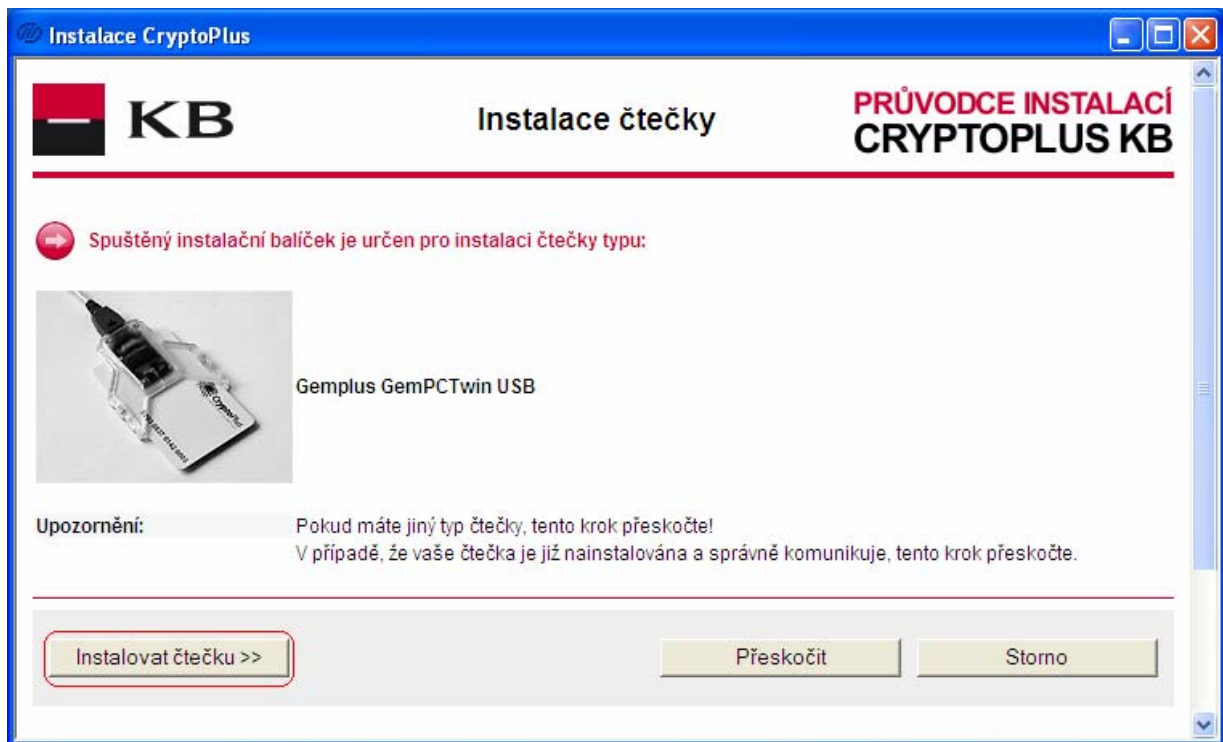 Instalace CryptoPlus
KB
Instalace čtečky
PRŮVODCE INSTALACÍ
CRYPTOPLUS KB
Spuštěný instalační balíček je určen pro instalaci čtečky typu:
CryptoPlus
Gemplus GemPCTwin USB
Upozornění:
Pokud máte jiný typ čtečky, tento krok přeskočte!
V případě, že vaše čtečka je již nainstalována a správně komunikuje, tento krok přeskočte.
Instalovat čtečku >>
Přeskočit
Storno